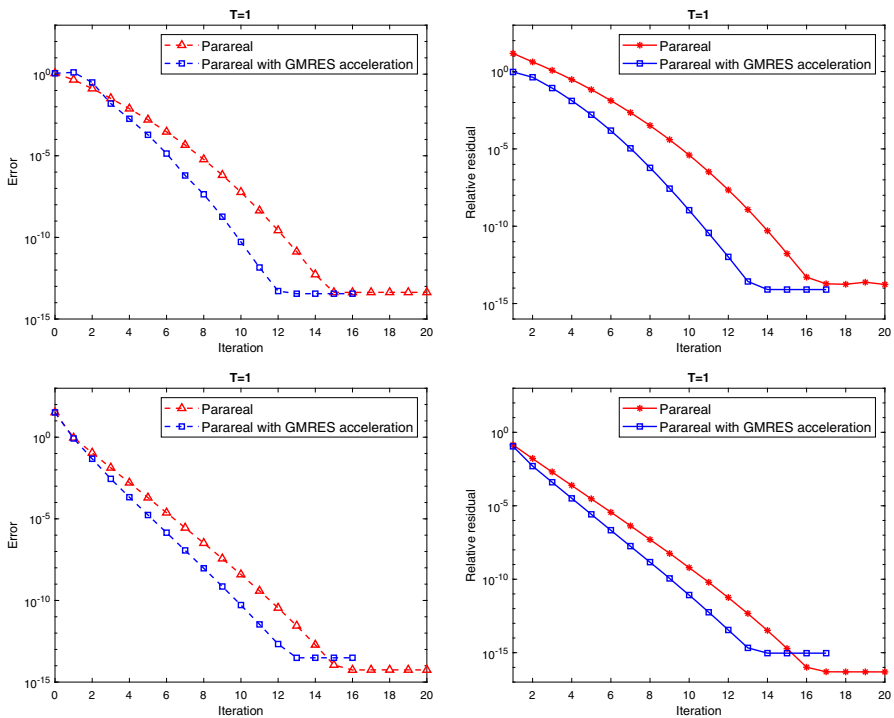 T=1
Parareal
Parareal with GMRES acceleration
Error
10^0
10^-5
10^-10
10^-15
0 2 4 6 8 10 12 14 16 18 20
Iteration
T=1
Parareal
Parareal with GMRES acceleration
Relative residual
10^0
10^-5
10^-10
10^-15
2 4 6 8 10 12 14 16 18 20
Iteration
T=1
Parareal
Parareal with GMRES acceleration
Error
10^0
10^-5
10^-10
10^-15
0 2 4 6 8 10 12 14 16 18 20
Iteration
T=1
Parareal
Parareal with GMRES acceleration
Relative residual
10^0
10^-5
10^-10
10^-15
2 4 6 8 10 12 14 16 18 20
Iteration